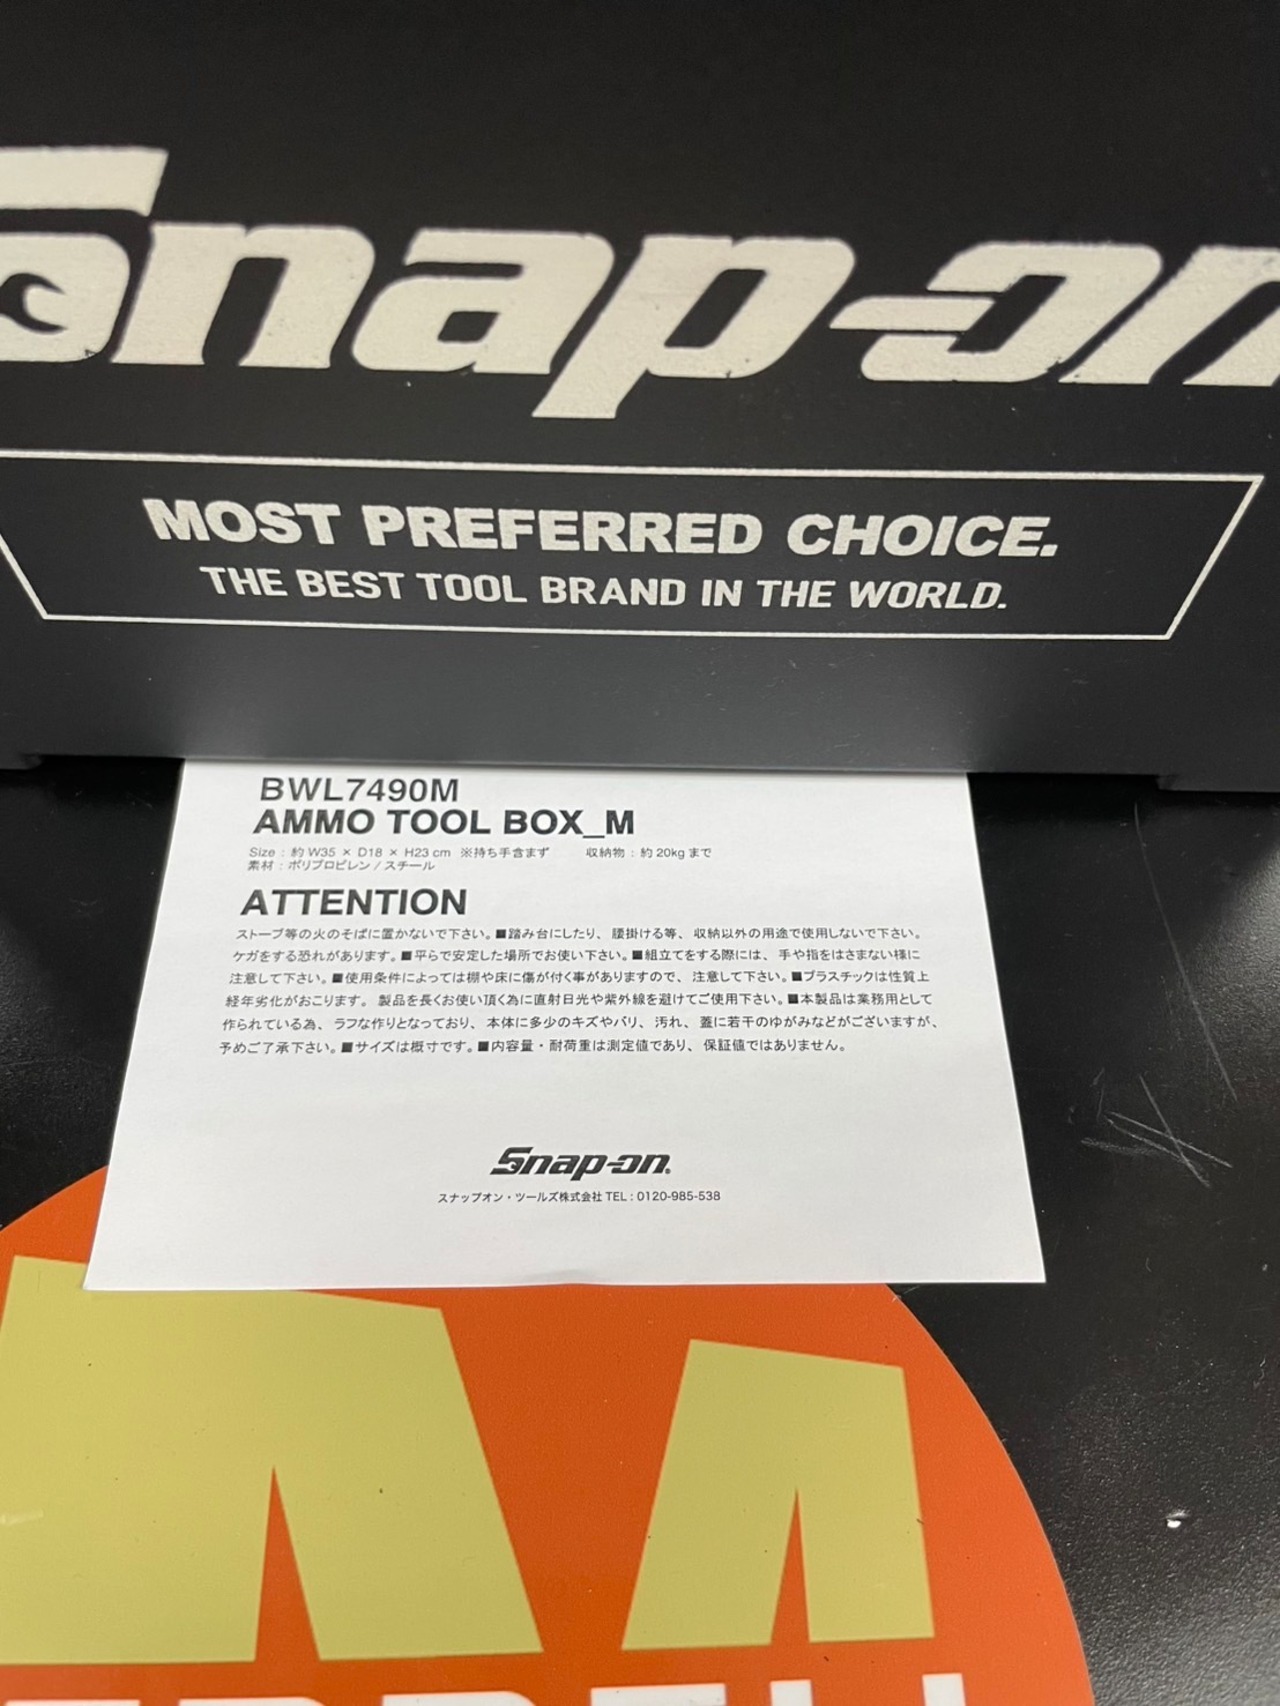 Snap-on
MOST PREFERRED CHOICE.
THE BEST TOOL BRAND IN THE WORLD.
BWL7490M
AMMO TOOL BOX_M
Size : 約 W35 × D18 × H23 cm ※持ち手含まず 収納物 : 約 20kg まで
素材 : ポリプロピレン / スチール
ATTENTION
ストーブ等の火のそばに置かないで下さい。■踏み台にしたり、腰掛ける等、収納以外の用途で使用しないで下さい。
ケガをする恐れがあります。■平らで安定した場所でお使い下さい。■組立てをする際には、手や指をはさまない様に
注意して下さい。■使用条件によっては棚や床に傷が付く事がありますので、注意して下さい。■プラスチックは性質上
経年劣化がおこります。製品を長くお使い頂く為に直射日光や紫外線を避けてご使用下さい。■本製品は業務用として
作られている為、ラフな作りとなっており、本体に多少のキズやバリ、汚れ、蓋に若干のゆがみなどがございますが、
予めご了承下さい。■サイズは概寸です。■内容量・耐荷重は測定値であり、保証値ではありません。
Snap-on®
スナップオン・ツールズ株式会社 TEL : 0120-985-538